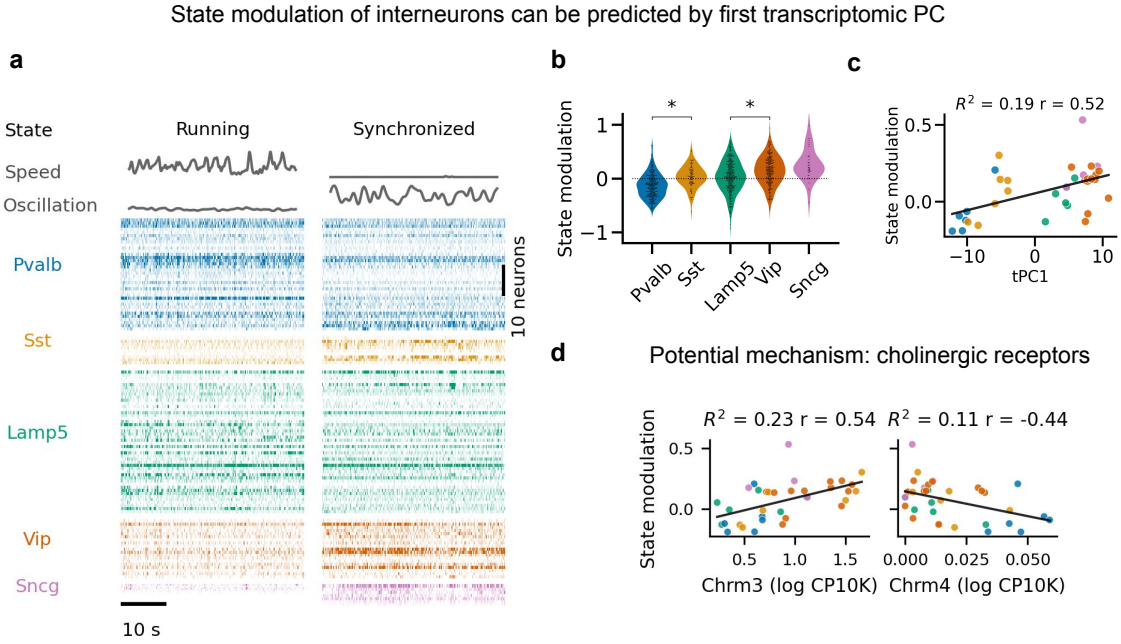 State modulation of interneurons can be predicted by first transcriptomic PC
a
State
Running
Synchronized
Speed
Oscillation
Pvalb
Sst
Lamp5
Vip
Sncg
10 neurons
10 s
b
State modulation
1
0
−1
*
*
Pvalb
Sst
Lamp5
Vip
Sncg
c
R² = 0.19 r = 0.52
State modulation
0.5
0.0
−10
0
10
tPC1
d
Potential mechanism: cholinergic receptors
R² = 0.23 r = 0.54
R² = 0.11 r = -0.44
State modulation
0.5
0.0
0.5
1.0
1.5
Chrm3 (log CP10K)
0.000
0.025
0.050
Chrm4 (log CP10K)